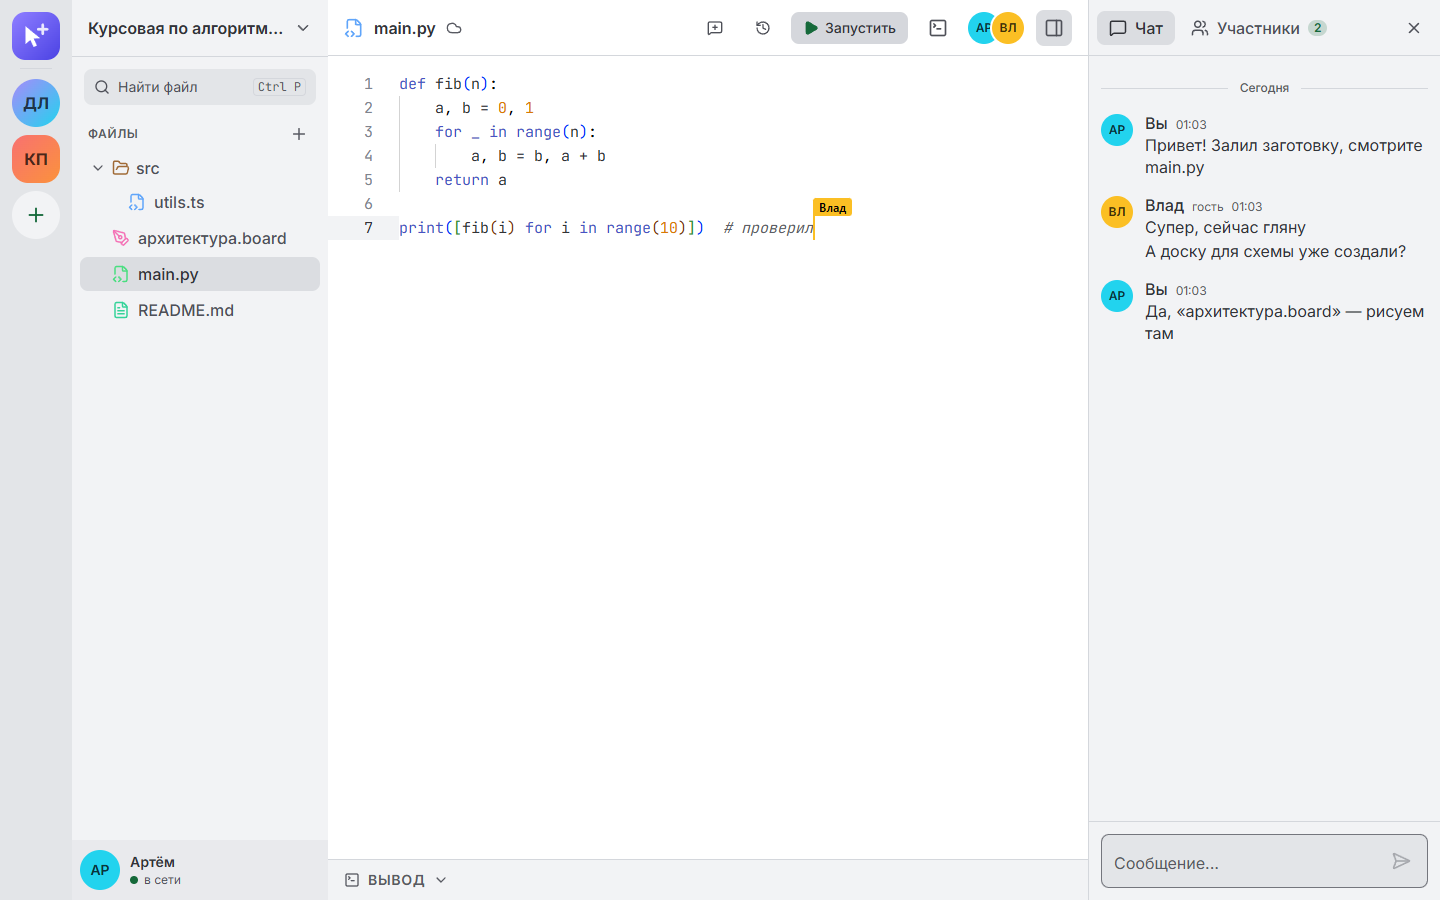 Курсовая по алгоритм...
main.py
Запустить
АР
ВЛ
Чат
Участники 2
ДЛ
КП
Найти файл
Ctrl P
ФАЙЛЫ
src
utils.ts
архитектура.board
main.py
README.md
1 def fib(n):
2 a, b = 0, 1
3 for _ in range(n):
4 a, b = b, a + b
5 return a
6
Влад
7 print([fib(i) for i in range(10)]) # проверил
Сегодня
АР
Вы 01:03
Привет! Залил заготовку, смотрите
main.py
ВЛ
Влад гость 01:03
Супер, сейчас гляну
А доску для схемы уже создали?
АР
Вы 01:03
Да, «архитектура.board» — рисуем
там
АР
Артём
в сети
ВЫВОД
Сообщение...